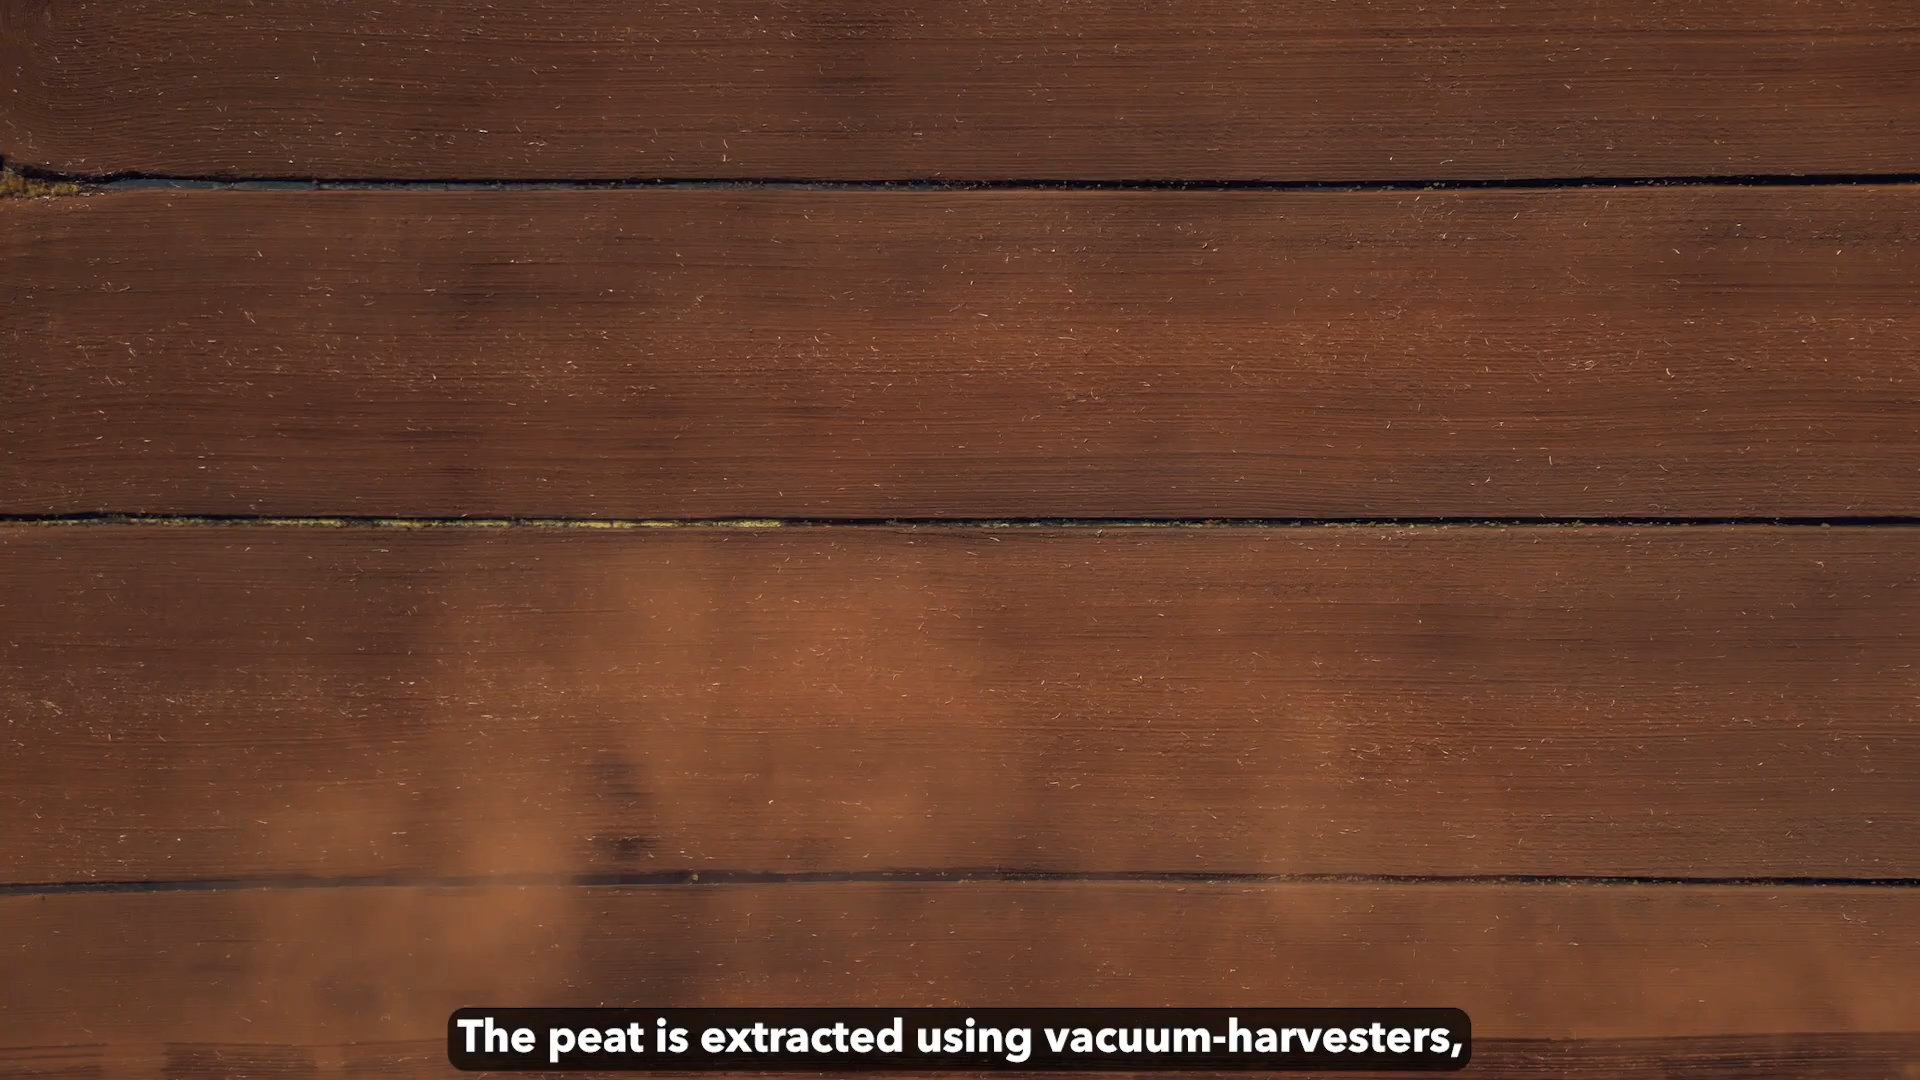 The peat is extracted using vacuum-harvesters,